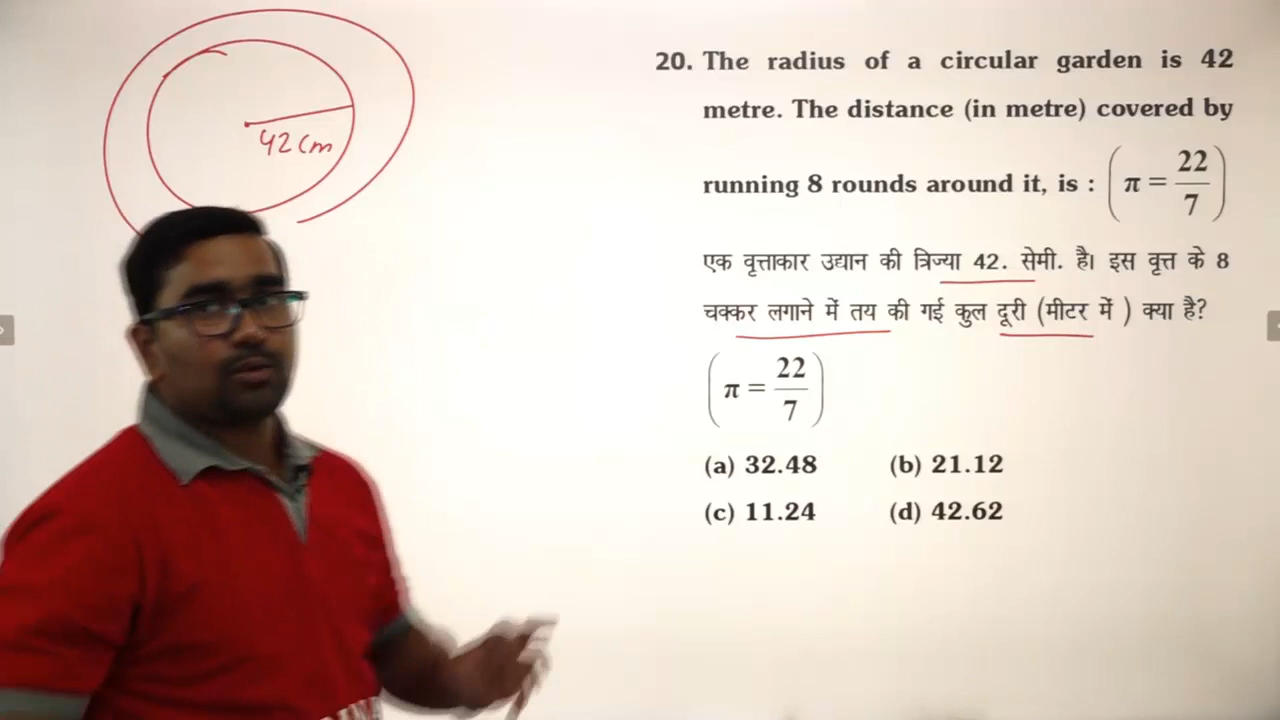 42 cm
20. The radius of a circular garden is 42
metre. The distance (in metre) covered by
running 8 rounds around it, is : (π = 22/7)
एक वृत्ताकार उद्यान की त्रिज्या 42. सेमी. है। इस वृत्त के 8
चक्कर लगाने में तय की गई कुल दूरी (मीटर में ) क्या है?
(π = 22/7)
(a) 32.48 (b) 21.12
(c) 11.24 (d) 42.62